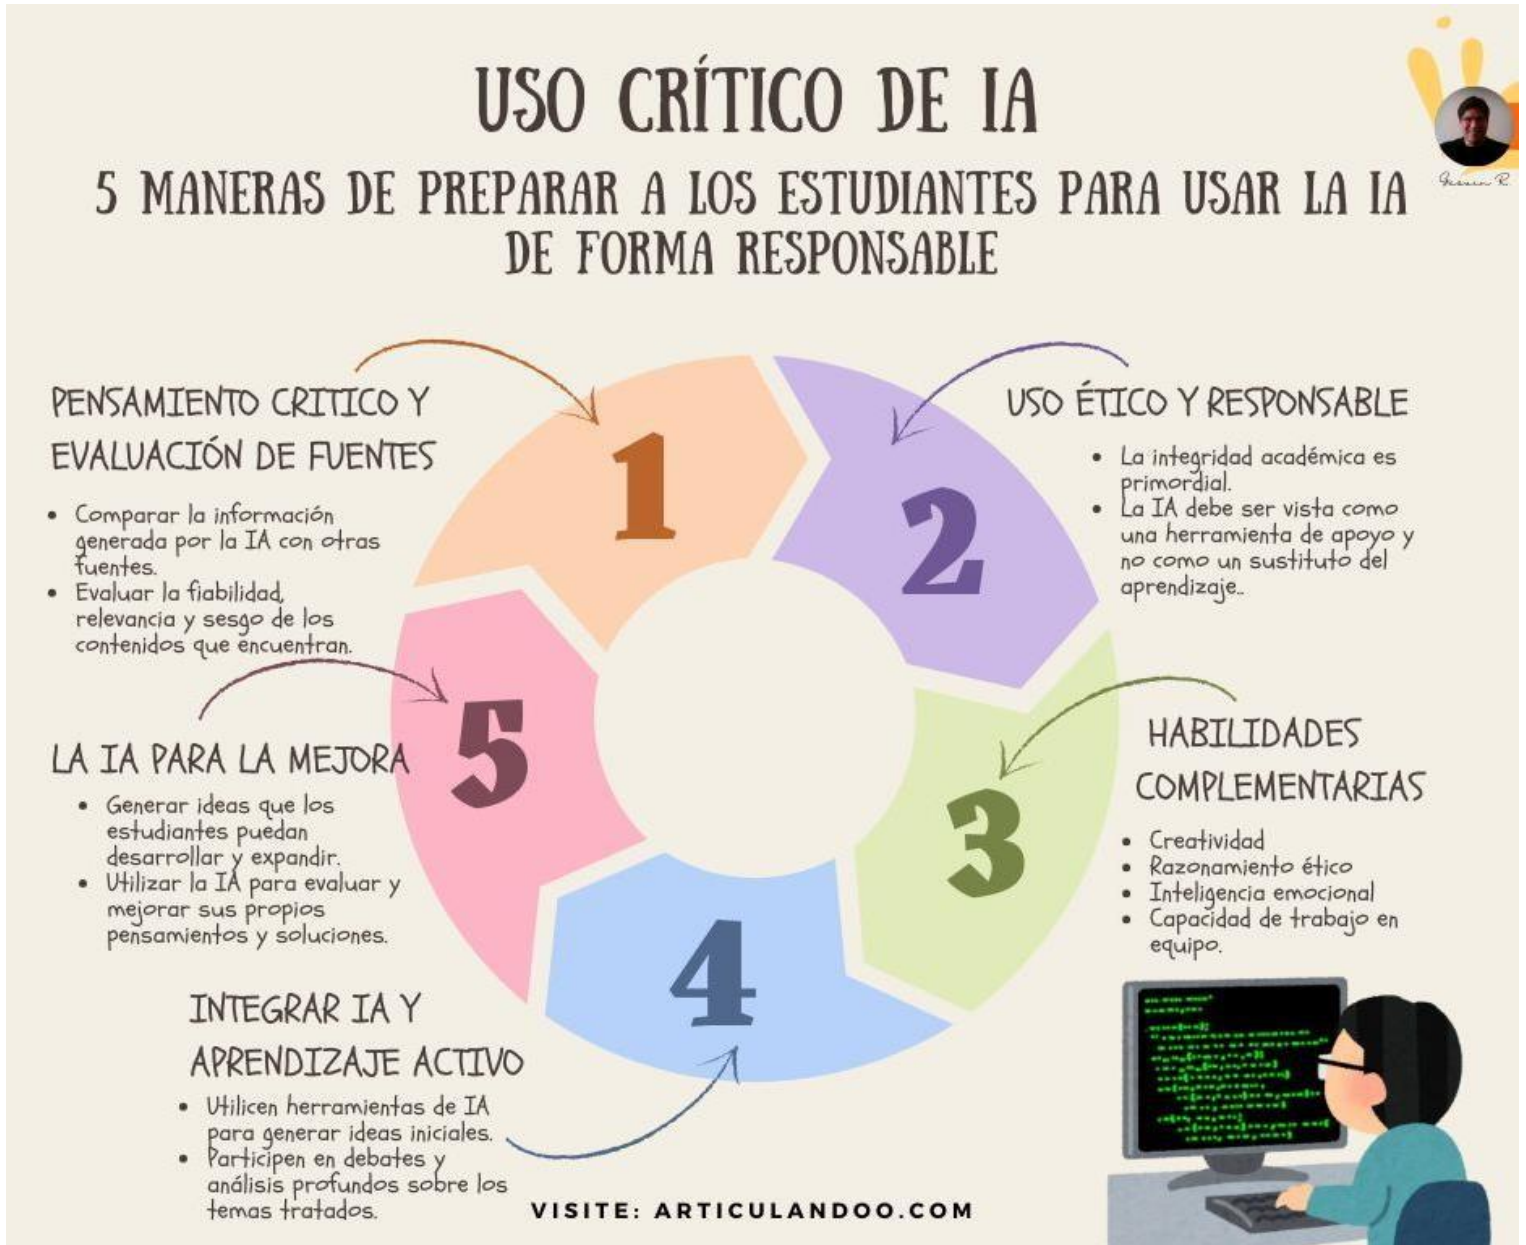 USO CRÍTICO DE IA
5 MANERAS DE PREPARAR A LOS ESTUDIANTES PARA USAR LA IA
DE FORMA RESPONSABLE
PENSAMIENTO CRITICO Y
EVALUACIÓN DE FUENTES
• Comparar la información
generada por la IA con otras
fuentes.
• Evaluar la fiabilidad,
relevancia y sesgo de los
contenidos que encuentran.
1
USO ÉTICO Y RESPONSABLE
• La integridad académica es
primordial.
• La IA debe ser vista como
una herramienta de apoyo y
no como un sustituto del
aprendizaje..
2
HABILIDADES
COMPLEMENTARIAS
• Creatividad
• Razonamiento ético
• Inteligencia emocional
• Capacidad de trabajo en
equipo.
3
INTEGRAR IA Y
APRENDIZAJE ACTIVO
• Utilicen herramientas de IA
para generar ideas iniciales.
• Participen en debates y
análisis profundos sobre los
temas tratados.
4
LA IA PARA LA MEJORA
• Generar ideas que los
estudiantes puedan
desarrollar y expandir.
• Utilizar la IA para evaluar y
mejorar sus propios
pensamientos y soluciones.
5
VISITE: ARTICULANDOO.COM